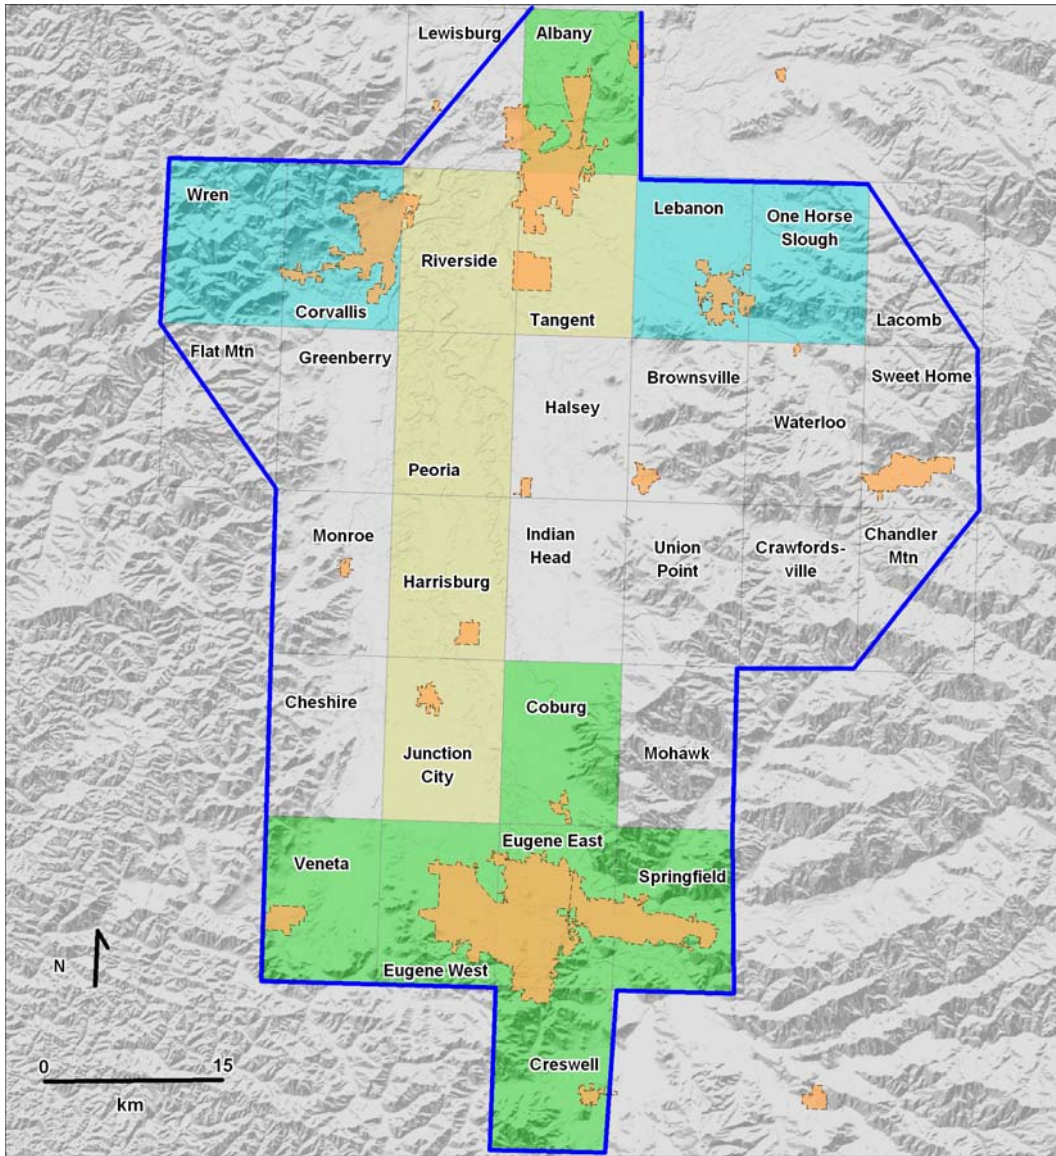 Lewisburg
Albany
Wren
Lebanon
One Horse
Slough
Riverside
Corvallis
Tangent
Lacomb
Flat Mtn
Greenberry
Brownsville
Sweet Home
Halsey
Waterloo
Peoria
Monroe
Indian
Head
Union
Point
Crawfords-
ville
Chandler
Mtn
Harrisburg
Cheshire
Coburg
Junction
City
Mohawk
Eugene East
Veneta
Springfield
Eugene West
N
Creswell
0 15
km